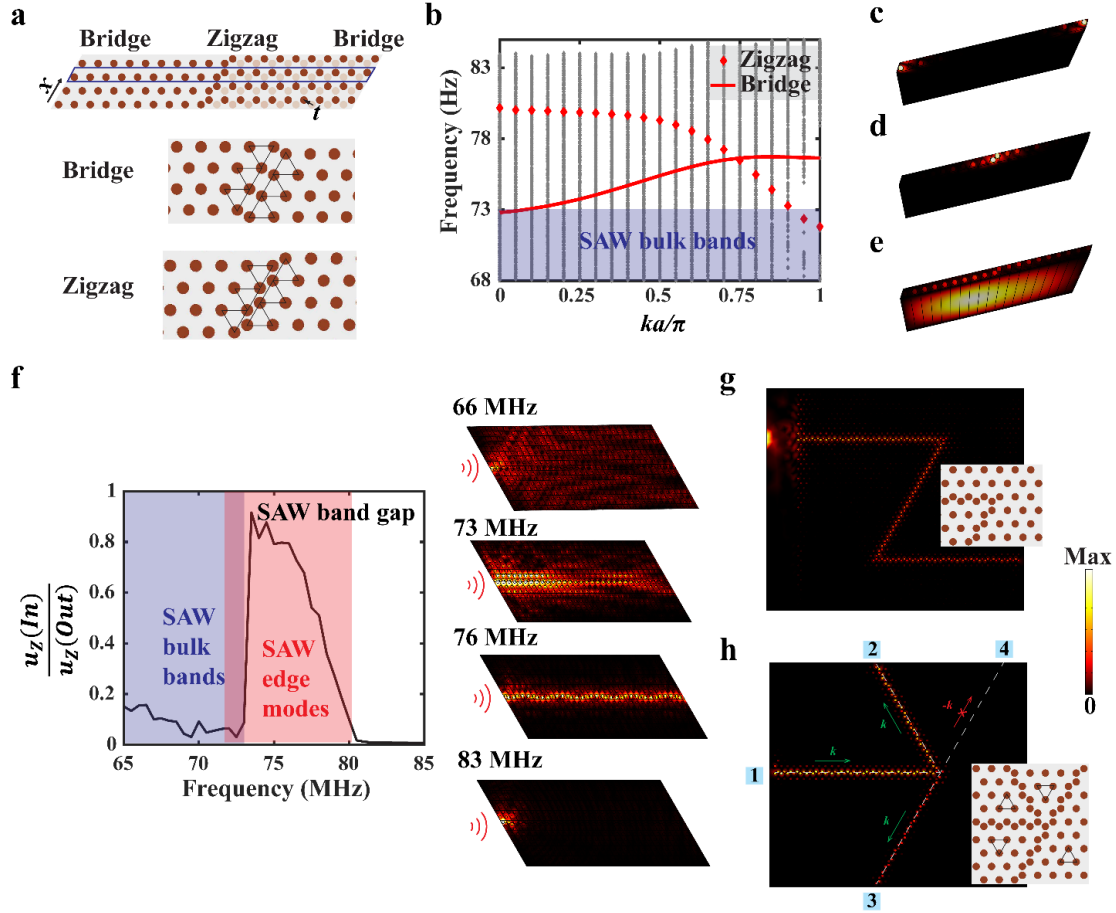 a
Bridge Zigzag Bridge
x
t
Bridge
Zigzag
b
Frequency (Hz)
83
78
73
68
Zigzag
Bridge
SAW bulk bands
0 0.25 0.5 0.75 1
ka/π
c
d
e
f
u_Z(In)
u_Z(Out)
1
0.8
0.6
0.4
0.2
0
SAW band gap
SAW
bulk
bands
SAW
edge
modes
65 70 75 80 85
Frequency (MHz)
66 MHz
73 MHz
76 MHz
83 MHz
g
Max
0
h
2 4
k -k
k
1
k
3